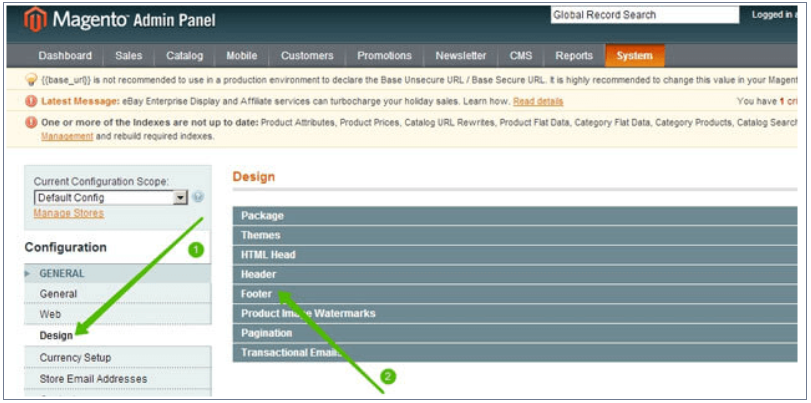 Magento Admin Panel
Global Record Search
Logged in a
Dashboard Sales Catalog Mobile Customers Promotions Newsletter CMS Reports System
{{base_url}} is not recommended to use in a production environment to declare the Base Unsecure URL / Base Secure URL. It is highly recommended to change this value in your Magent
Latest Message: eBay Enterprise Display and Affiliate services can turbocharge your holiday sales. Learn how. Read details
You have 1 cri
One or more of the Indexes are not up to date: Product Attributes, Product Prices, Catalog URL Rewrites, Product Flat Data, Category Flat Data, Category Products, Catalog Search
Management and rebuild required indexes.
Current Configuration Scope:
Default Config
Manage Stores
Configuration
1
GENERAL
General
Web
Design
Currency Setup
Store Email Addresses
Design
Package
Themes
HTML Head
Header
Footer
Product Image Watermarks
Pagination
Transactional Emails
2